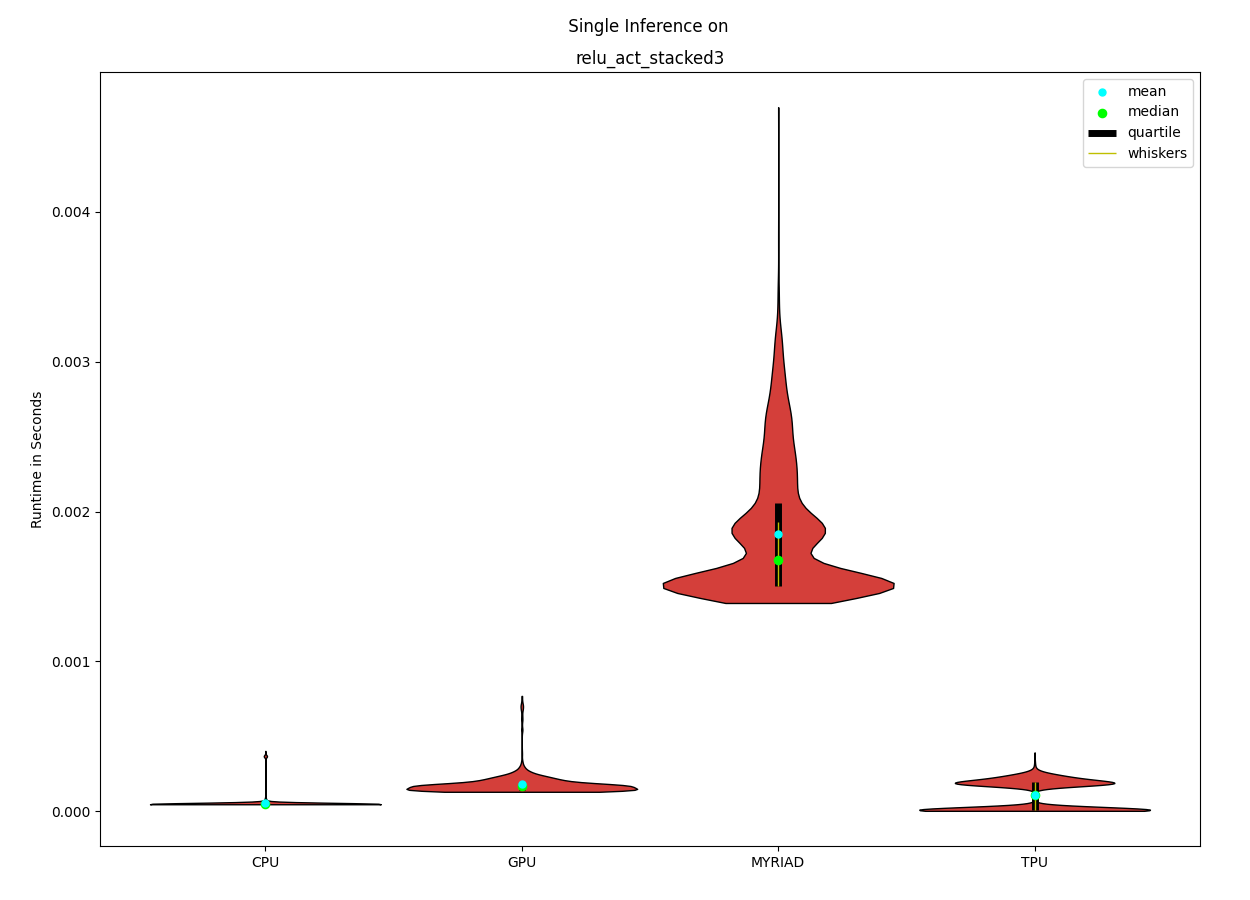 Single Inference on
relu_act_stacked3
mean
median
quartile
whiskers
0.004
0.003
0.002
0.001
0.000
Runtime in Seconds
CPU
GPU
MYRIAD
TPU